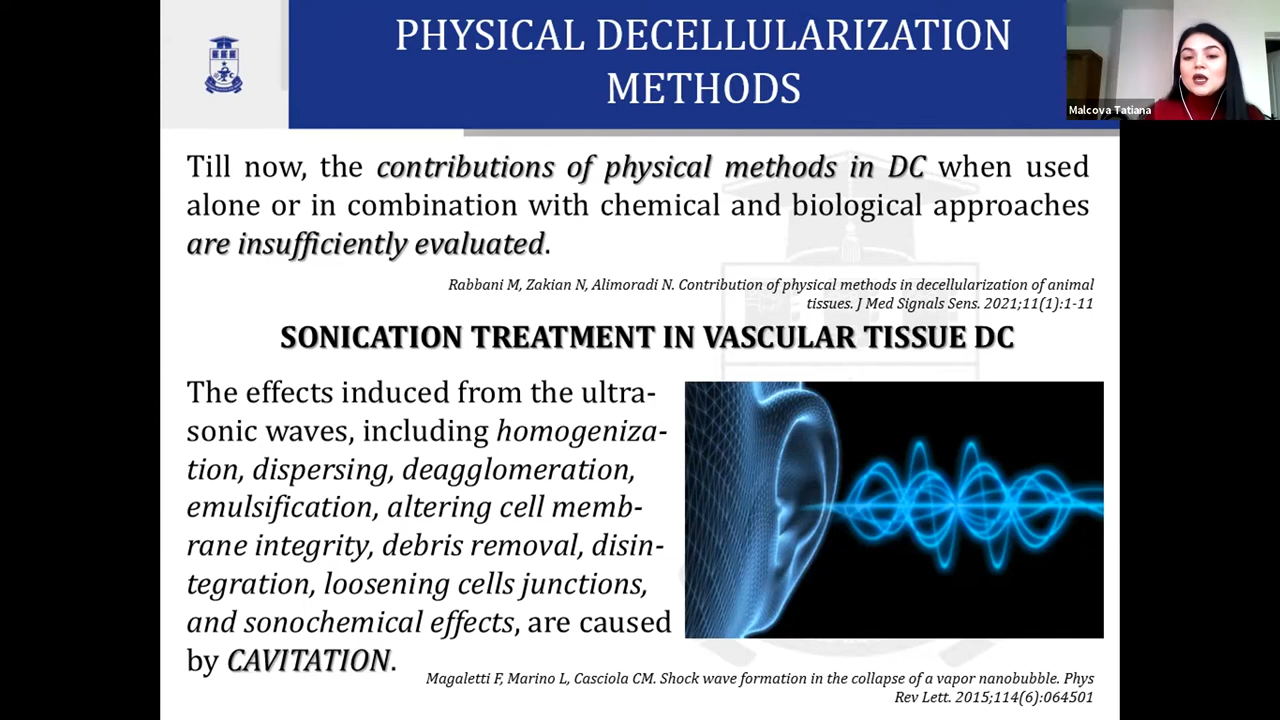 PHYSICAL DECELLULARIZATION
METHODS
Malcova Tatiana
Till now, the contributions of physical methods in DC when used
alone or in combination with chemical and biological approaches
are insufficiently evaluated.
Rabbani M, Zakian N, Alimoradi N. Contribution of physical methods in decellularization of animal
tissues. J Med Signals Sens. 2021;11(1):1-11
SONICATION TREATMENT IN VASCULAR TISSUE DC
The effects induced from the ultra-
sonic waves, including homogeniza-
tion, dispersing, deagglomeration,
emulsification, altering cell memb-
rane integrity, debris removal, disin-
tegration, loosening cells junctions,
and sonochemical effects, are caused
by CAVITATION.
Magaletti F, Marino L, Casciola CM. Shock wave formation in the collapse of a vapor nanobubble. Phys
Rev Lett. 2015;114(6):064501